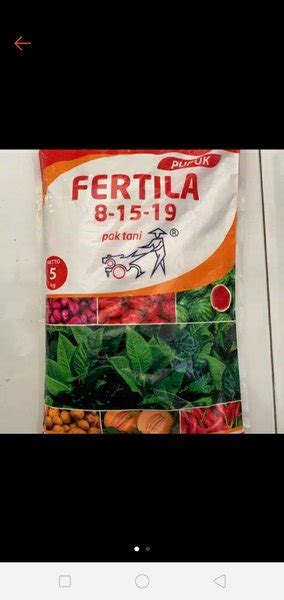 PUPUK
FERTILA
8-15-19
pak tani ®
NETTO
5
kg